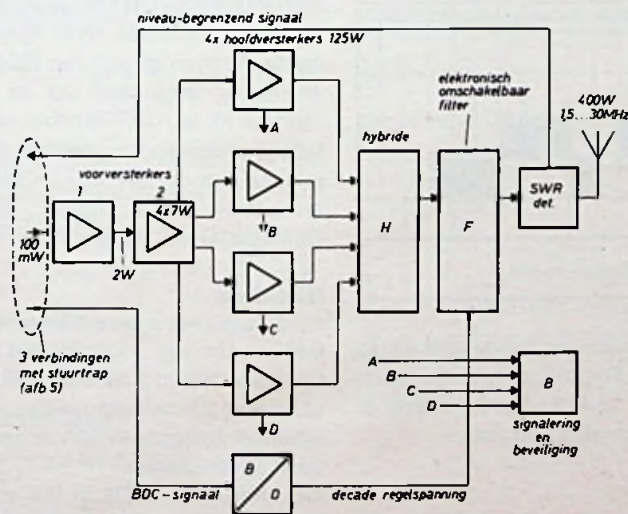 niveau-begrenzend signaal
4x hoofdversterkers 125W
elektronisch
omschakelbaar
filter
400W
1,5...30MHz
A
hybride
voorversterkers
1
2
4x7W
100
mW
2W
B
H
F
SWR
det.
C
3 verbindingen
met stuurtrap
(afb 5)
D
A
B
C
D
B
signalering
en
beveiliging
BDC-signaal
B
D
decade regelspanning